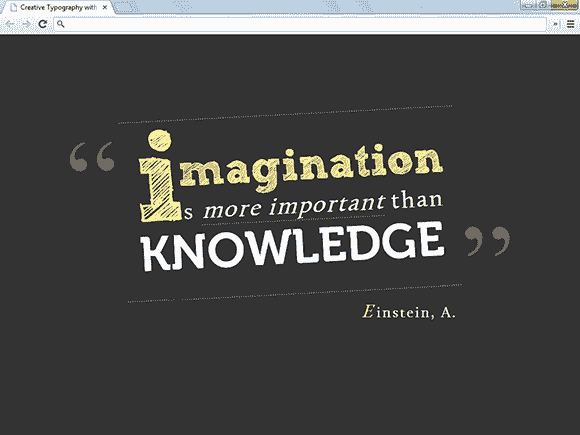 Creative Typography with
“
imagination
is more important than
KNOWLEDGE
”
Einstein, A.